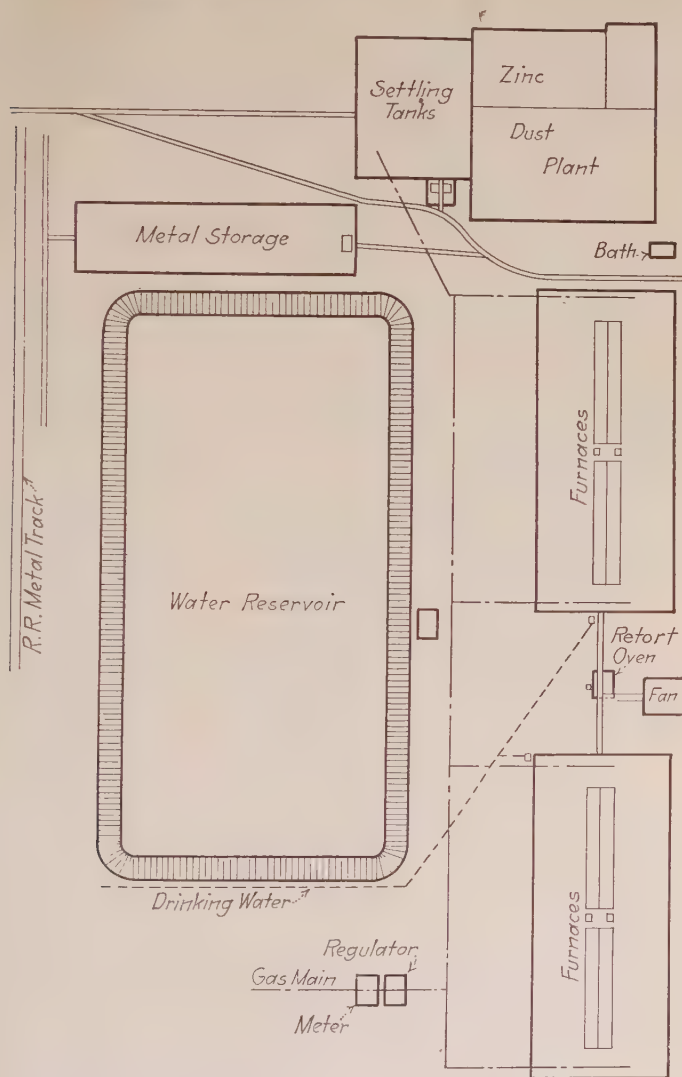 Settling
Tanks
Zinc
Dust
Plant
Metal Storage
Bath
R.R. Metal Track
Furnaces
Water Reservoir
Retort
Oven
Fan
Drinking Water
Regulator
Gas Main
Meter
Furnaces